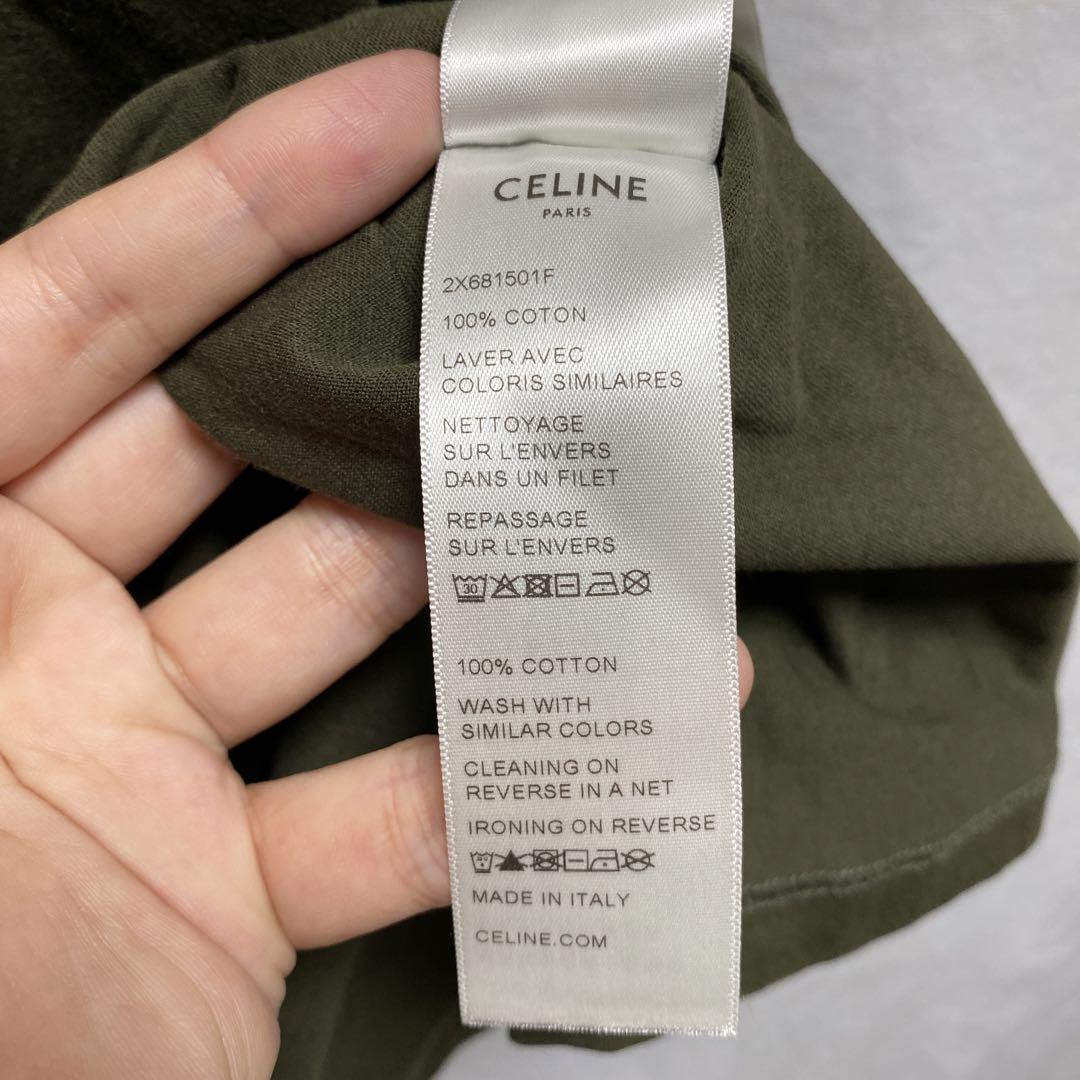 CELINE
PARIS
2X681501F
100% COTON
LAVER AVEC
COLORIS SIMILAIRES
NETTOYAGE
SUR L'ENVERS
DANS UN FILET
REPASSAGE
SUR L'ENVERS
30
100% COTTON
WASH WITH
SIMILAR COLORS
CLEANING ON
REVERSE IN A NET
IRONING ON REVERSE
MADE IN ITALY
CELINE.COM